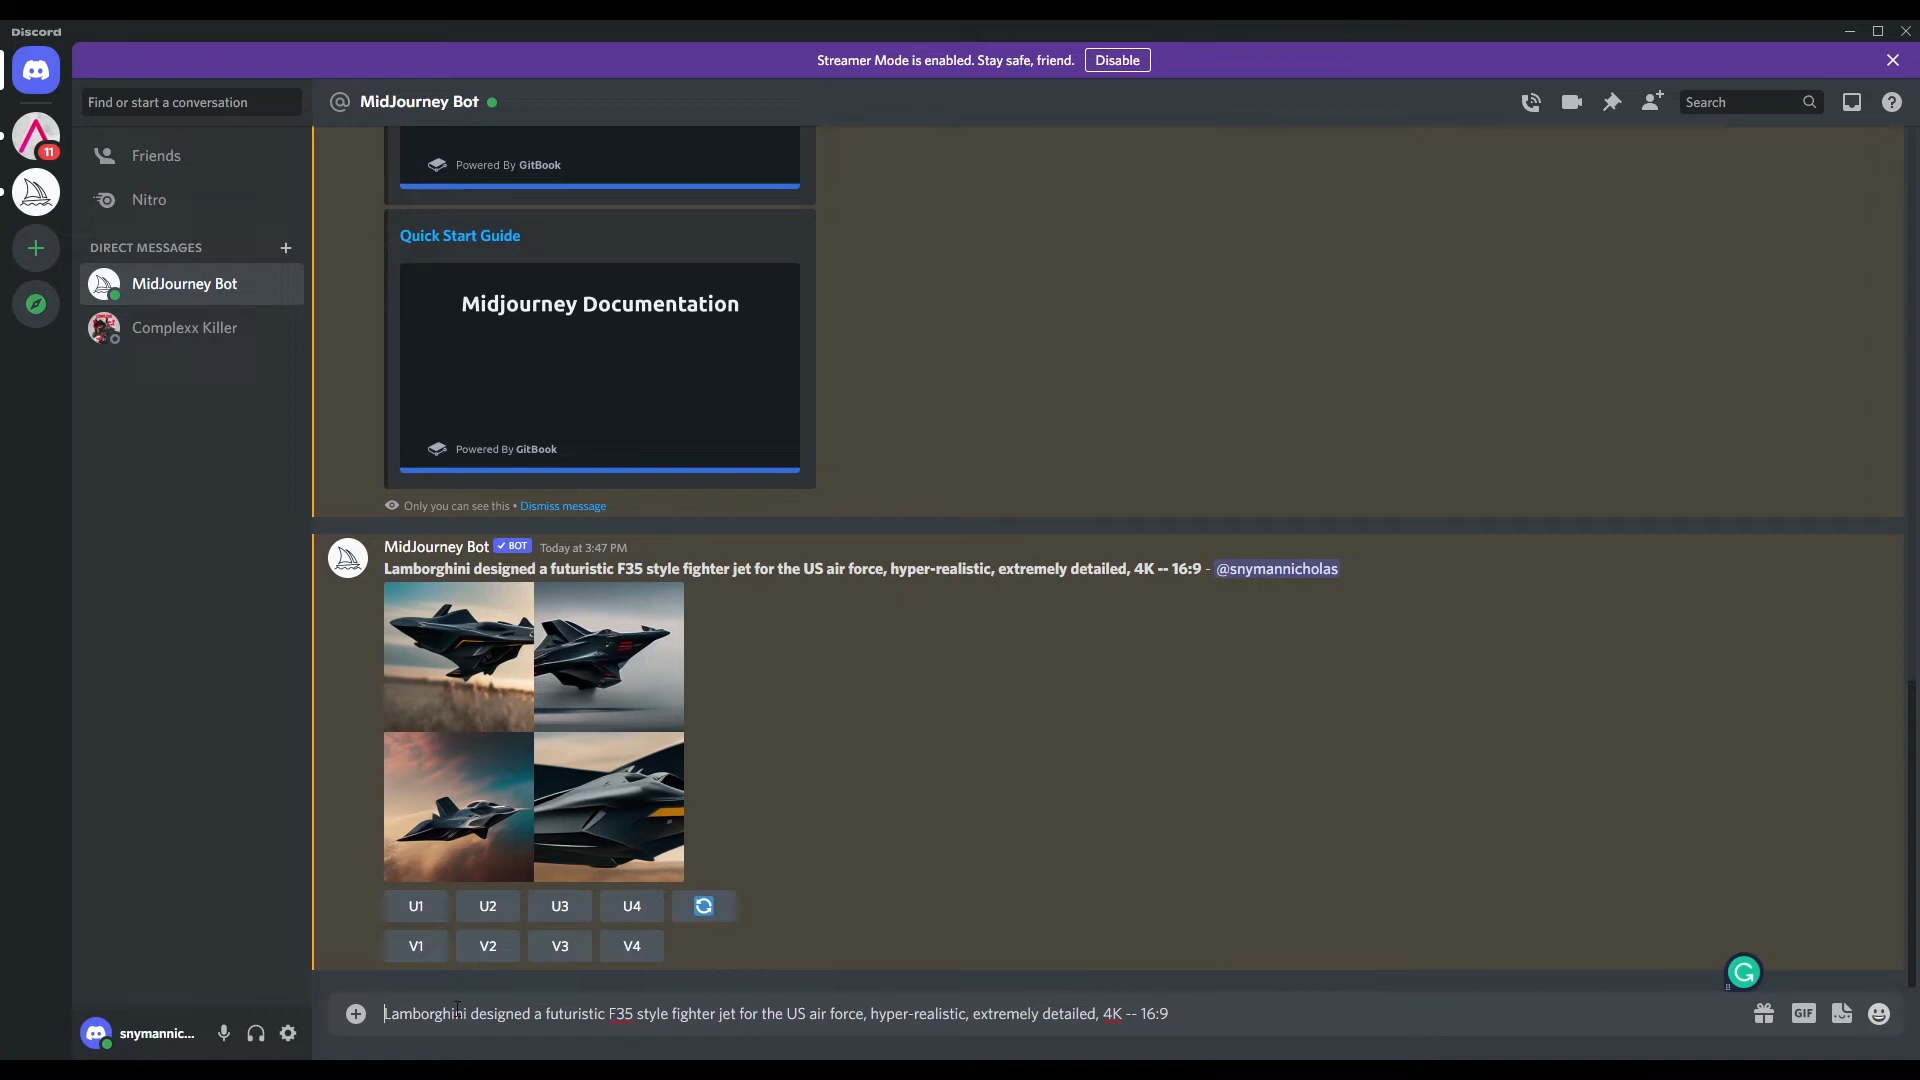 Discord
Streamer Mode is enabled. Stay safe, friend. Disable
Find or start a conversation
MidJourney Bot
Search
11
Friends
Nitro
DIRECT MESSAGES
MidJourney Bot
Complexx Killer
Powered By GitBook
Quick Start Guide
Midjourney Documentation
Powered By GitBook
Only you can see this • Dismiss message
MidJourney Bot BOT Today at 3:47 PM
Lamborghini designed a futuristic F35 style fighter jet for the US air force, hyper-realistic, extremely detailed, 4K -- 16:9 - @snymannicholas
U1 U2 U3 U4
V1 V2 V3 V4
Lamborghini designed a futuristic F35 style fighter jet for the US air force, hyper-realistic, extremely detailed, 4K -- 16:9
GIF
snymannic...